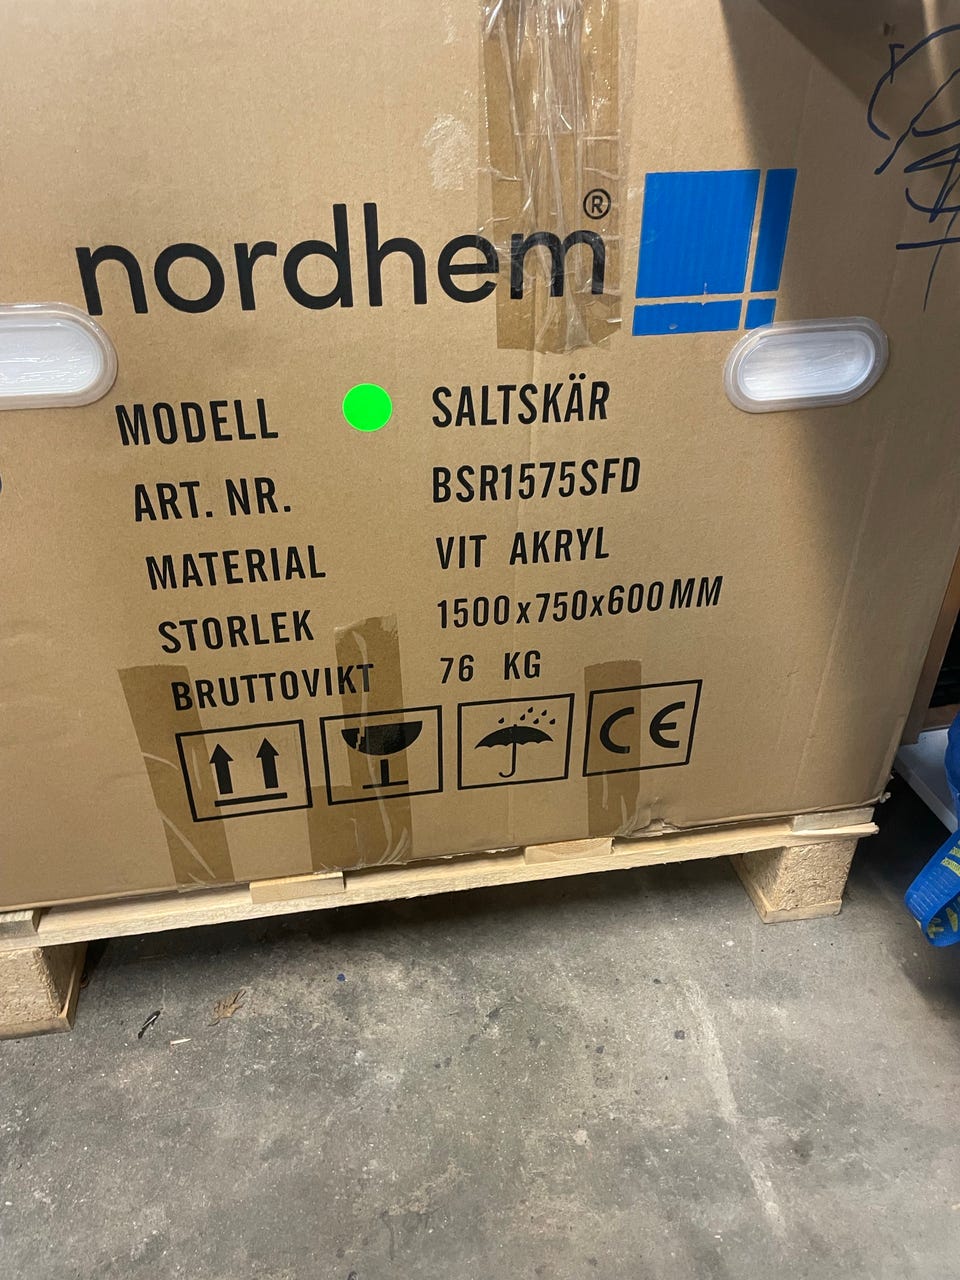 nordhem®
MODELL SALTSKÄR
ART. NR. BSR1575SFD
MATERIAL VIT AKRYL
STORLEK 1500x750x600MM
BRUTTOVIKT 76 KG
CE